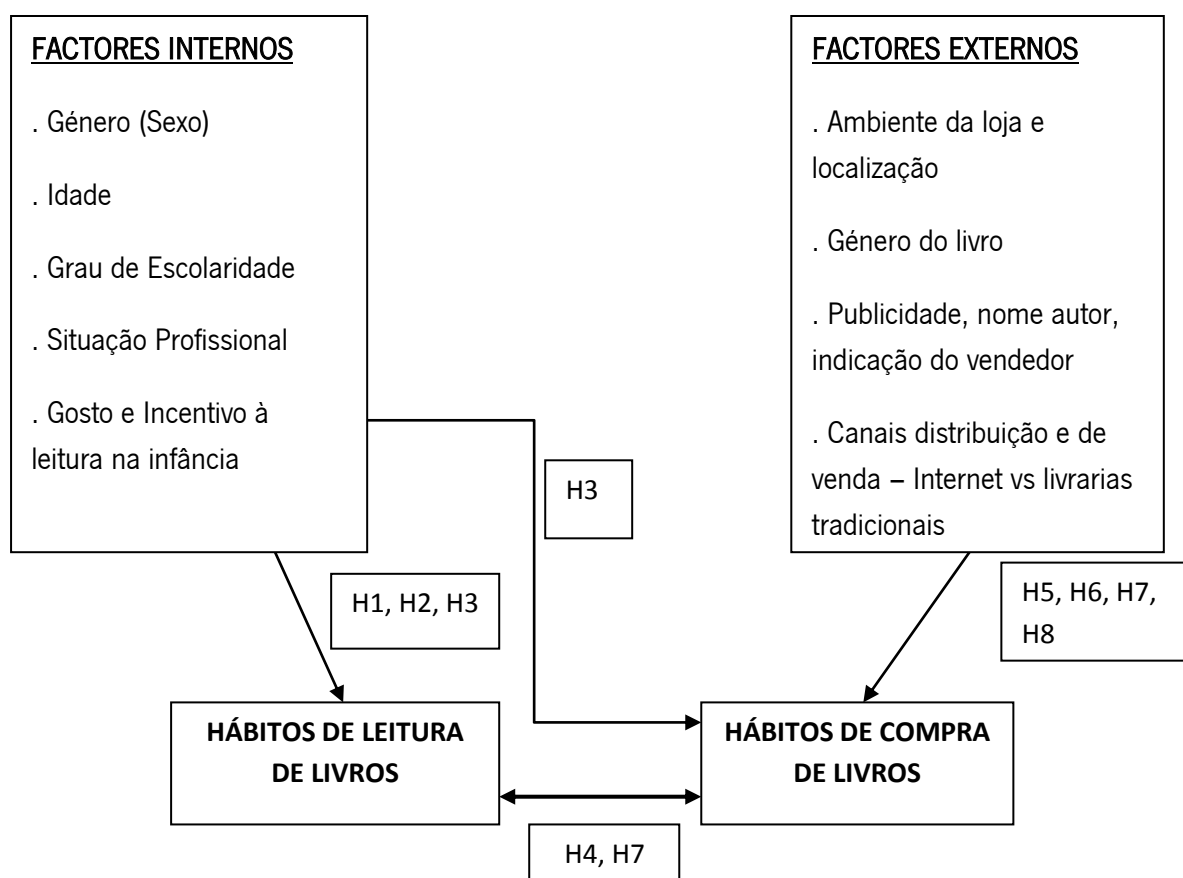 FACTORES INTERNOS
. Género (Sexo)
. Idade
. Grau de Escolaridade
. Situação Profissional
. Gosto e Incentivo à
leitura na infância
FACTORES EXTERNOS
. Ambiente da loja e
localização
. Género do livro
. Publicidade, nome autor,
indicação do vendedor
. Canais distribuição e de
venda – Internet vs livrarias
tradicionais
H3
H1, H2, H3
H5, H6, H7,
H8
HÁBITOS DE LEITURA
DE LIVROS
HÁBITOS DE COMPRA
DE LIVROS
H4, H7